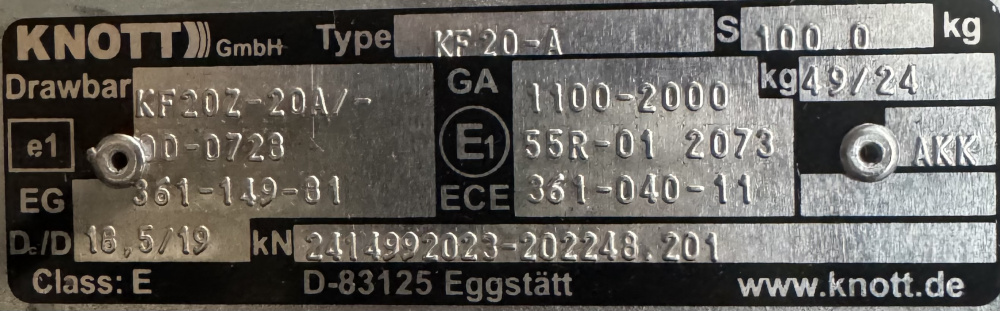 KNOTT GmbH Type KF20-A S 100.0 kg
Drawbar KF20Z-20A/- GA 1100-2000 kg 49/24
e1 00-0728 E1 55R-01 2073 AKK
EG 361-149-81 ECE 361-040-11
Dc/D 18,5/19 kN 2414992023-202248.201
Class: E D-83125 Eggstätt www.knott.de